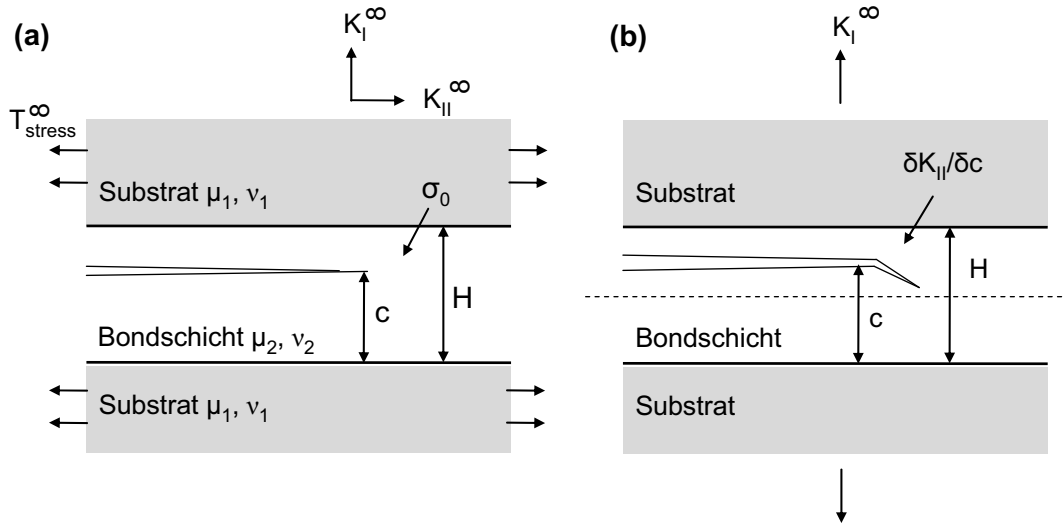 (a)
K_I^∞
K_II^∞
T_stress^∞
Substrat μ₁, ν₁
σ₀
H
c
Bondschicht μ₂, ν₂
Substrat μ₁, ν₁
(b)
K_I^∞
δK_II/δc
Substrat
H
c
Bondschicht
Substrat